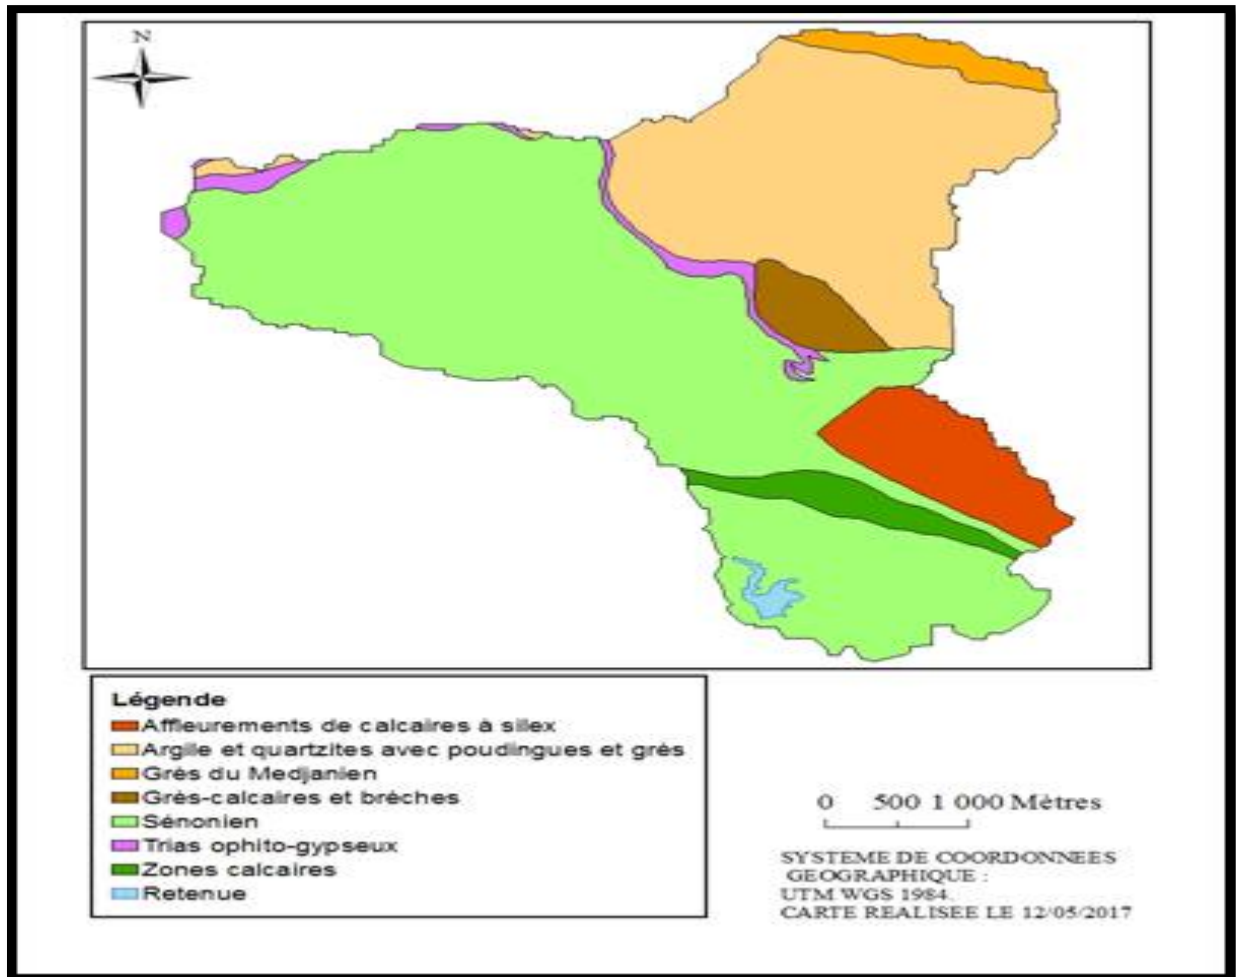 N
Légende
Affleurements de calcaires à silex
Argile et quartzites avec poudingues et grès
Grès du Medjanien
Grès-calcaires et brèches
Sénonien
Trias ophito-gypseux
Zones calcaires
Retenue
0 500 1 000 Mètres
SYSTEME DE COORDONNEES
GEOGRAPHIQUE :
UTM WGS 1984.
CARTE REALISEE LE 12/05/2017